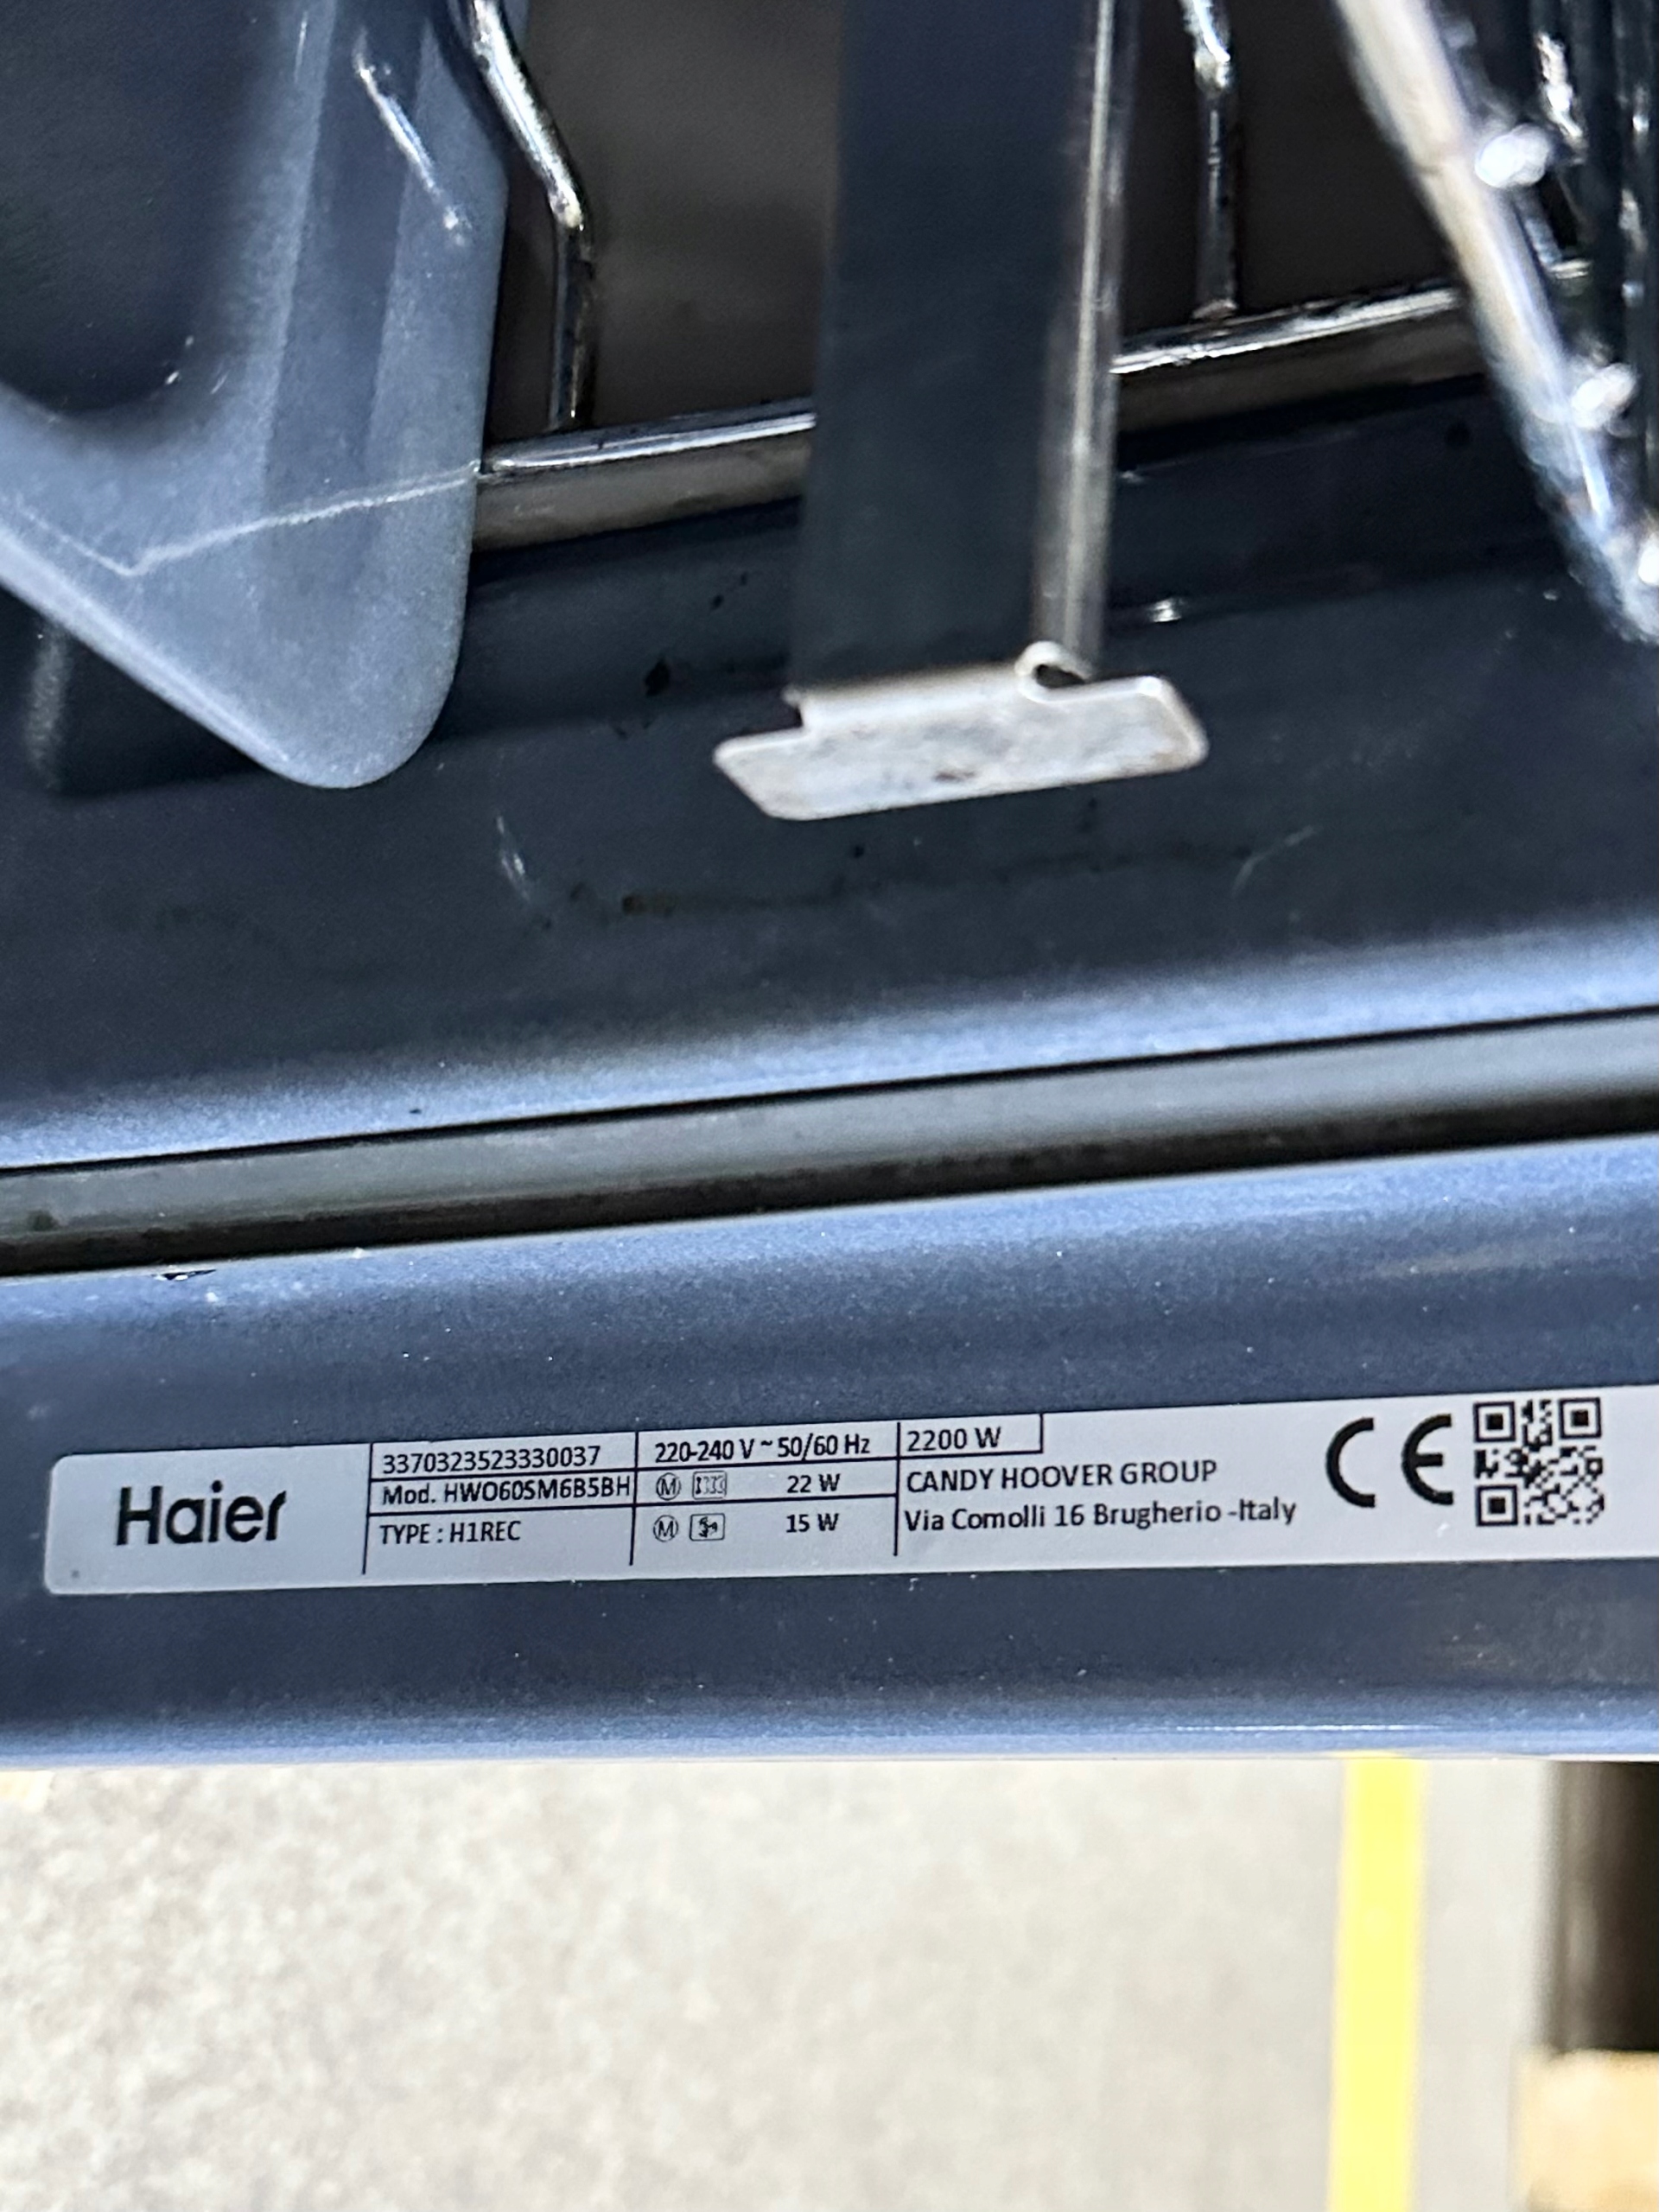 Haier
3370323523330037
Mod. HWO60SM6B5BH
TYPE : H1REC
220-240 V ~ 50/60 Hz
M 22 W
M 15 W
2200 W
CANDY HOOVER GROUP
Via Comolli 16 Brugherio -Italy
CE